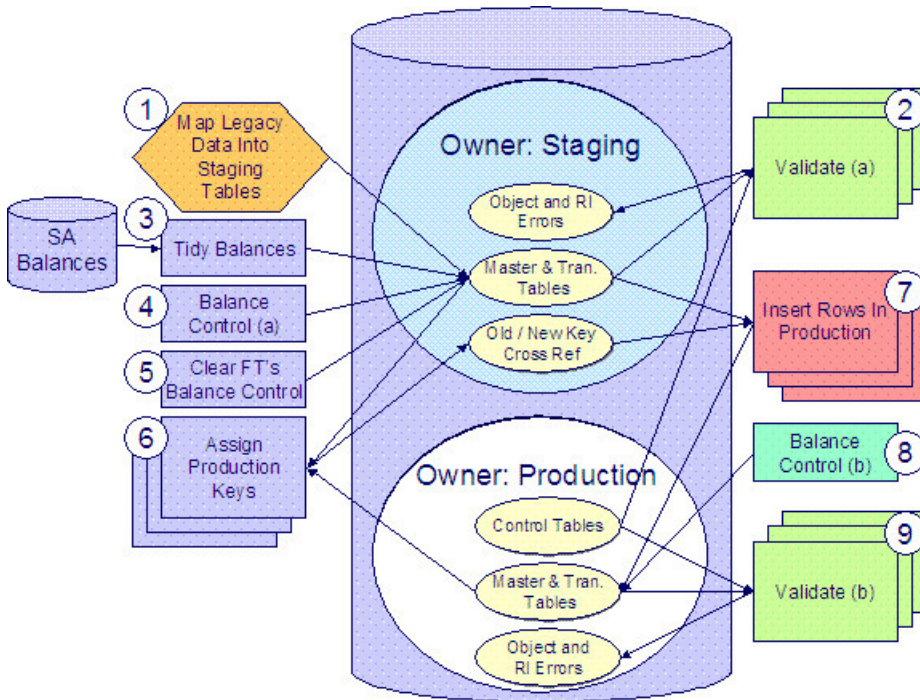 1
Map Legacy
Data Into
Staging
Tables
SA
Balances
3
Tidy Balances
4
Balance
Control (a)
5
Clear FT's
Balance Control
6
Assign
Production
Keys
Owner: Staging
Object and RI
Errors
Master & Tran.
Tables
Old / New Key
Cross Ref
Owner: Production
Control Tables
Master & Tran.
Tables
Object and
RI Errors
2
Validate (a)
7
Insert Rows In
Production
Balance
Control (b)
8
9
Validate (b)